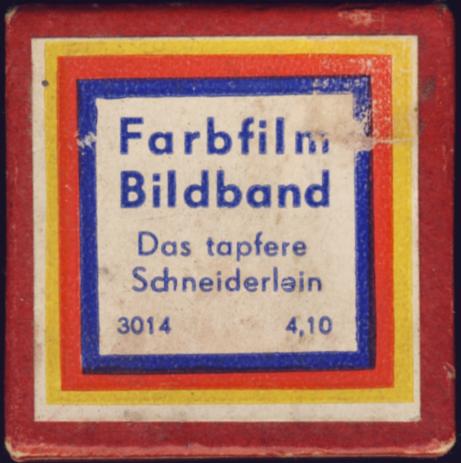 Farbfilm
Bildband
Das tapfere
Schneiderlein
3014 4,10